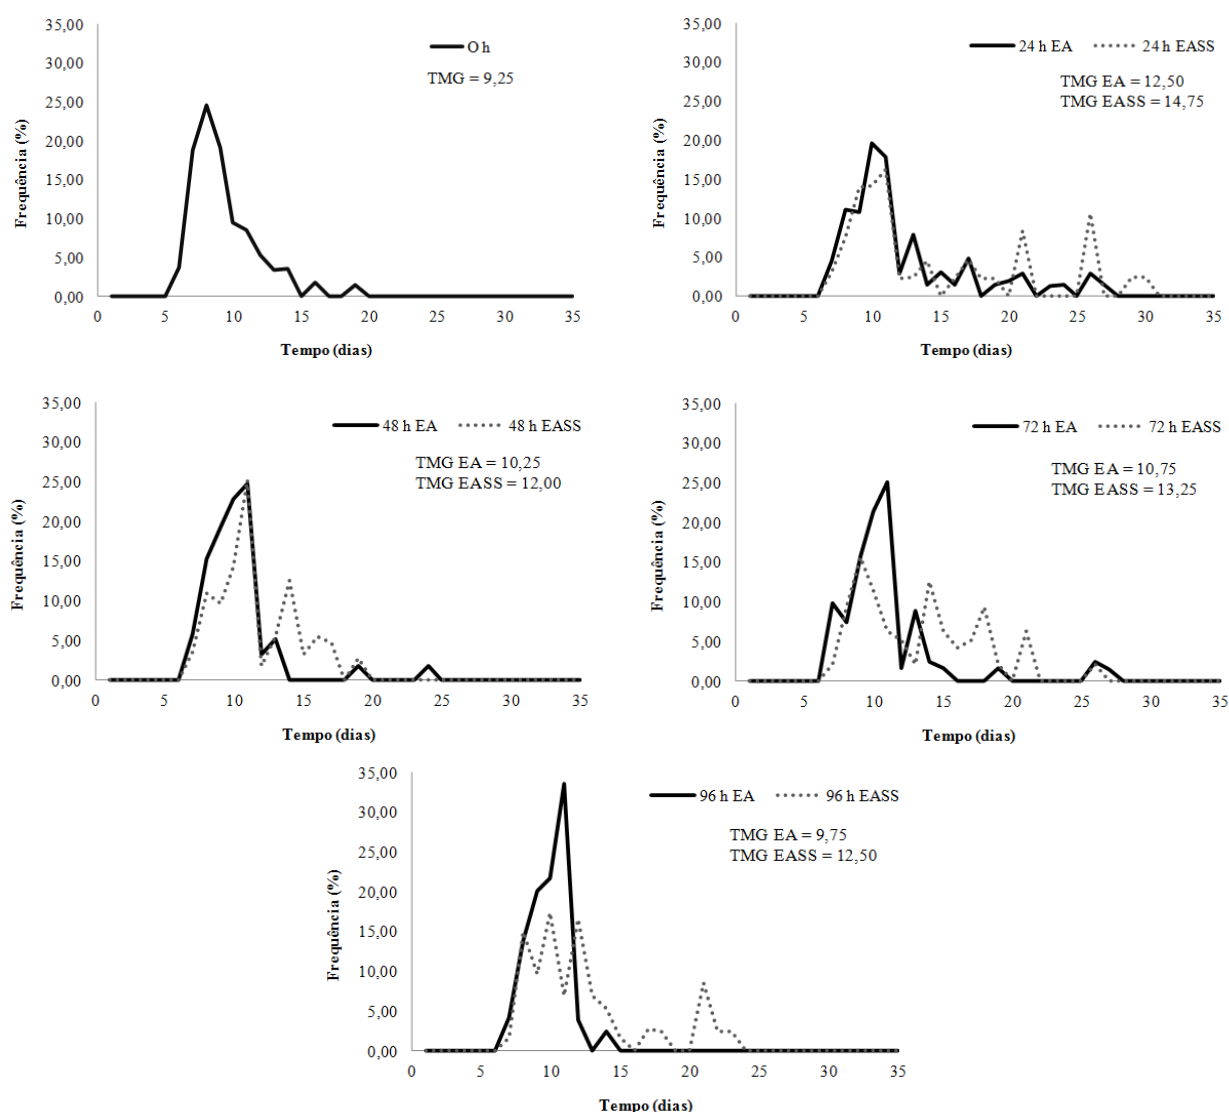 35,00
30,00
25,00
20,00
15,00
10,00
5,00
0,00
Frequência (%)
0 5 10 15 20 25 30 35
Tempo (dias)
O h
TMG = 9,25
35,00
30,00
25,00
20,00
15,00
10,00
5,00
0,00
Frequência (%)
0 5 10 15 20 25 30 35
Tempo (dias)
24 h EA 24 h EASS
TMG EA = 12,50
TMG EASS = 14,75
35,00
30,00
25,00
20,00
15,00
10,00
5,00
0,00
Frequência (%)
0 5 10 15 20 25 30 35
Tempo (dias)
48 h EA 48 h EASS
TMG EA = 10,25
TMG EASS = 12,00
35,00
30,00
25,00
20,00
15,00
10,00
5,00
0,00
Frequência (%)
0 5 10 15 20 25 30 35
Tempo (dias)
72 h EA 72 h EASS
TMG EA = 10,75
TMG EASS = 13,25
35,00
30,00
25,00
20,00
15,00
10,00
5,00
0,00
Frequência (%)
0 5 10 15 20 25 30 35
Tempo (dias)
96 h EA 96 h EASS
TMG EA = 9,75
TMG EASS = 12,50